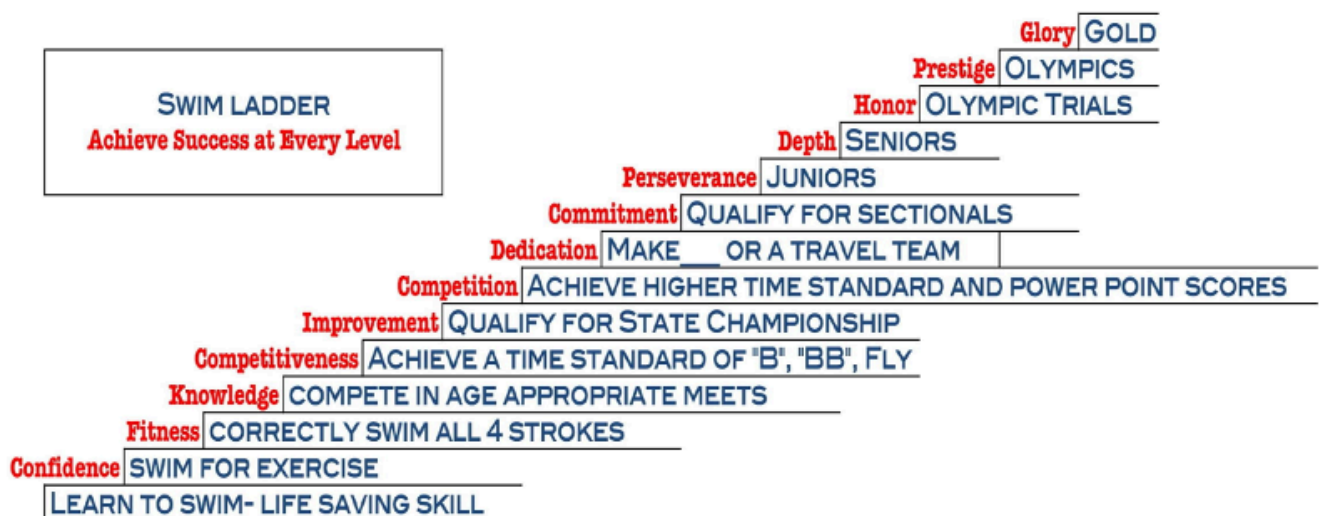 Glory GOLD
Prestige OLYMPICS
SWIM LADDER
Achieve Success at Every Level
Honor OLYMPIC TRIALS
Depth SENIORS
Perseverance JUNIORS
Commitment QUALIFY FOR SECTIONALS
Dedication MAKE___ OR A TRAVEL TEAM
Competition ACHIEVE HIGHER TIME STANDARD AND POWER POINT SCORES
Improvement QUALIFY FOR STATE CHAMPIONSHIP
Competitiveness ACHIEVE A TIME STANDARD OF "B", "BB", FLY
Knowledge COMPETE IN AGE APPROPRIATE MEETS
Fitness CORRECTLY SWIM ALL 4 STROKES
Confidence SWIM FOR EXERCISE
LEARN TO SWIM- LIFE SAVING SKILL